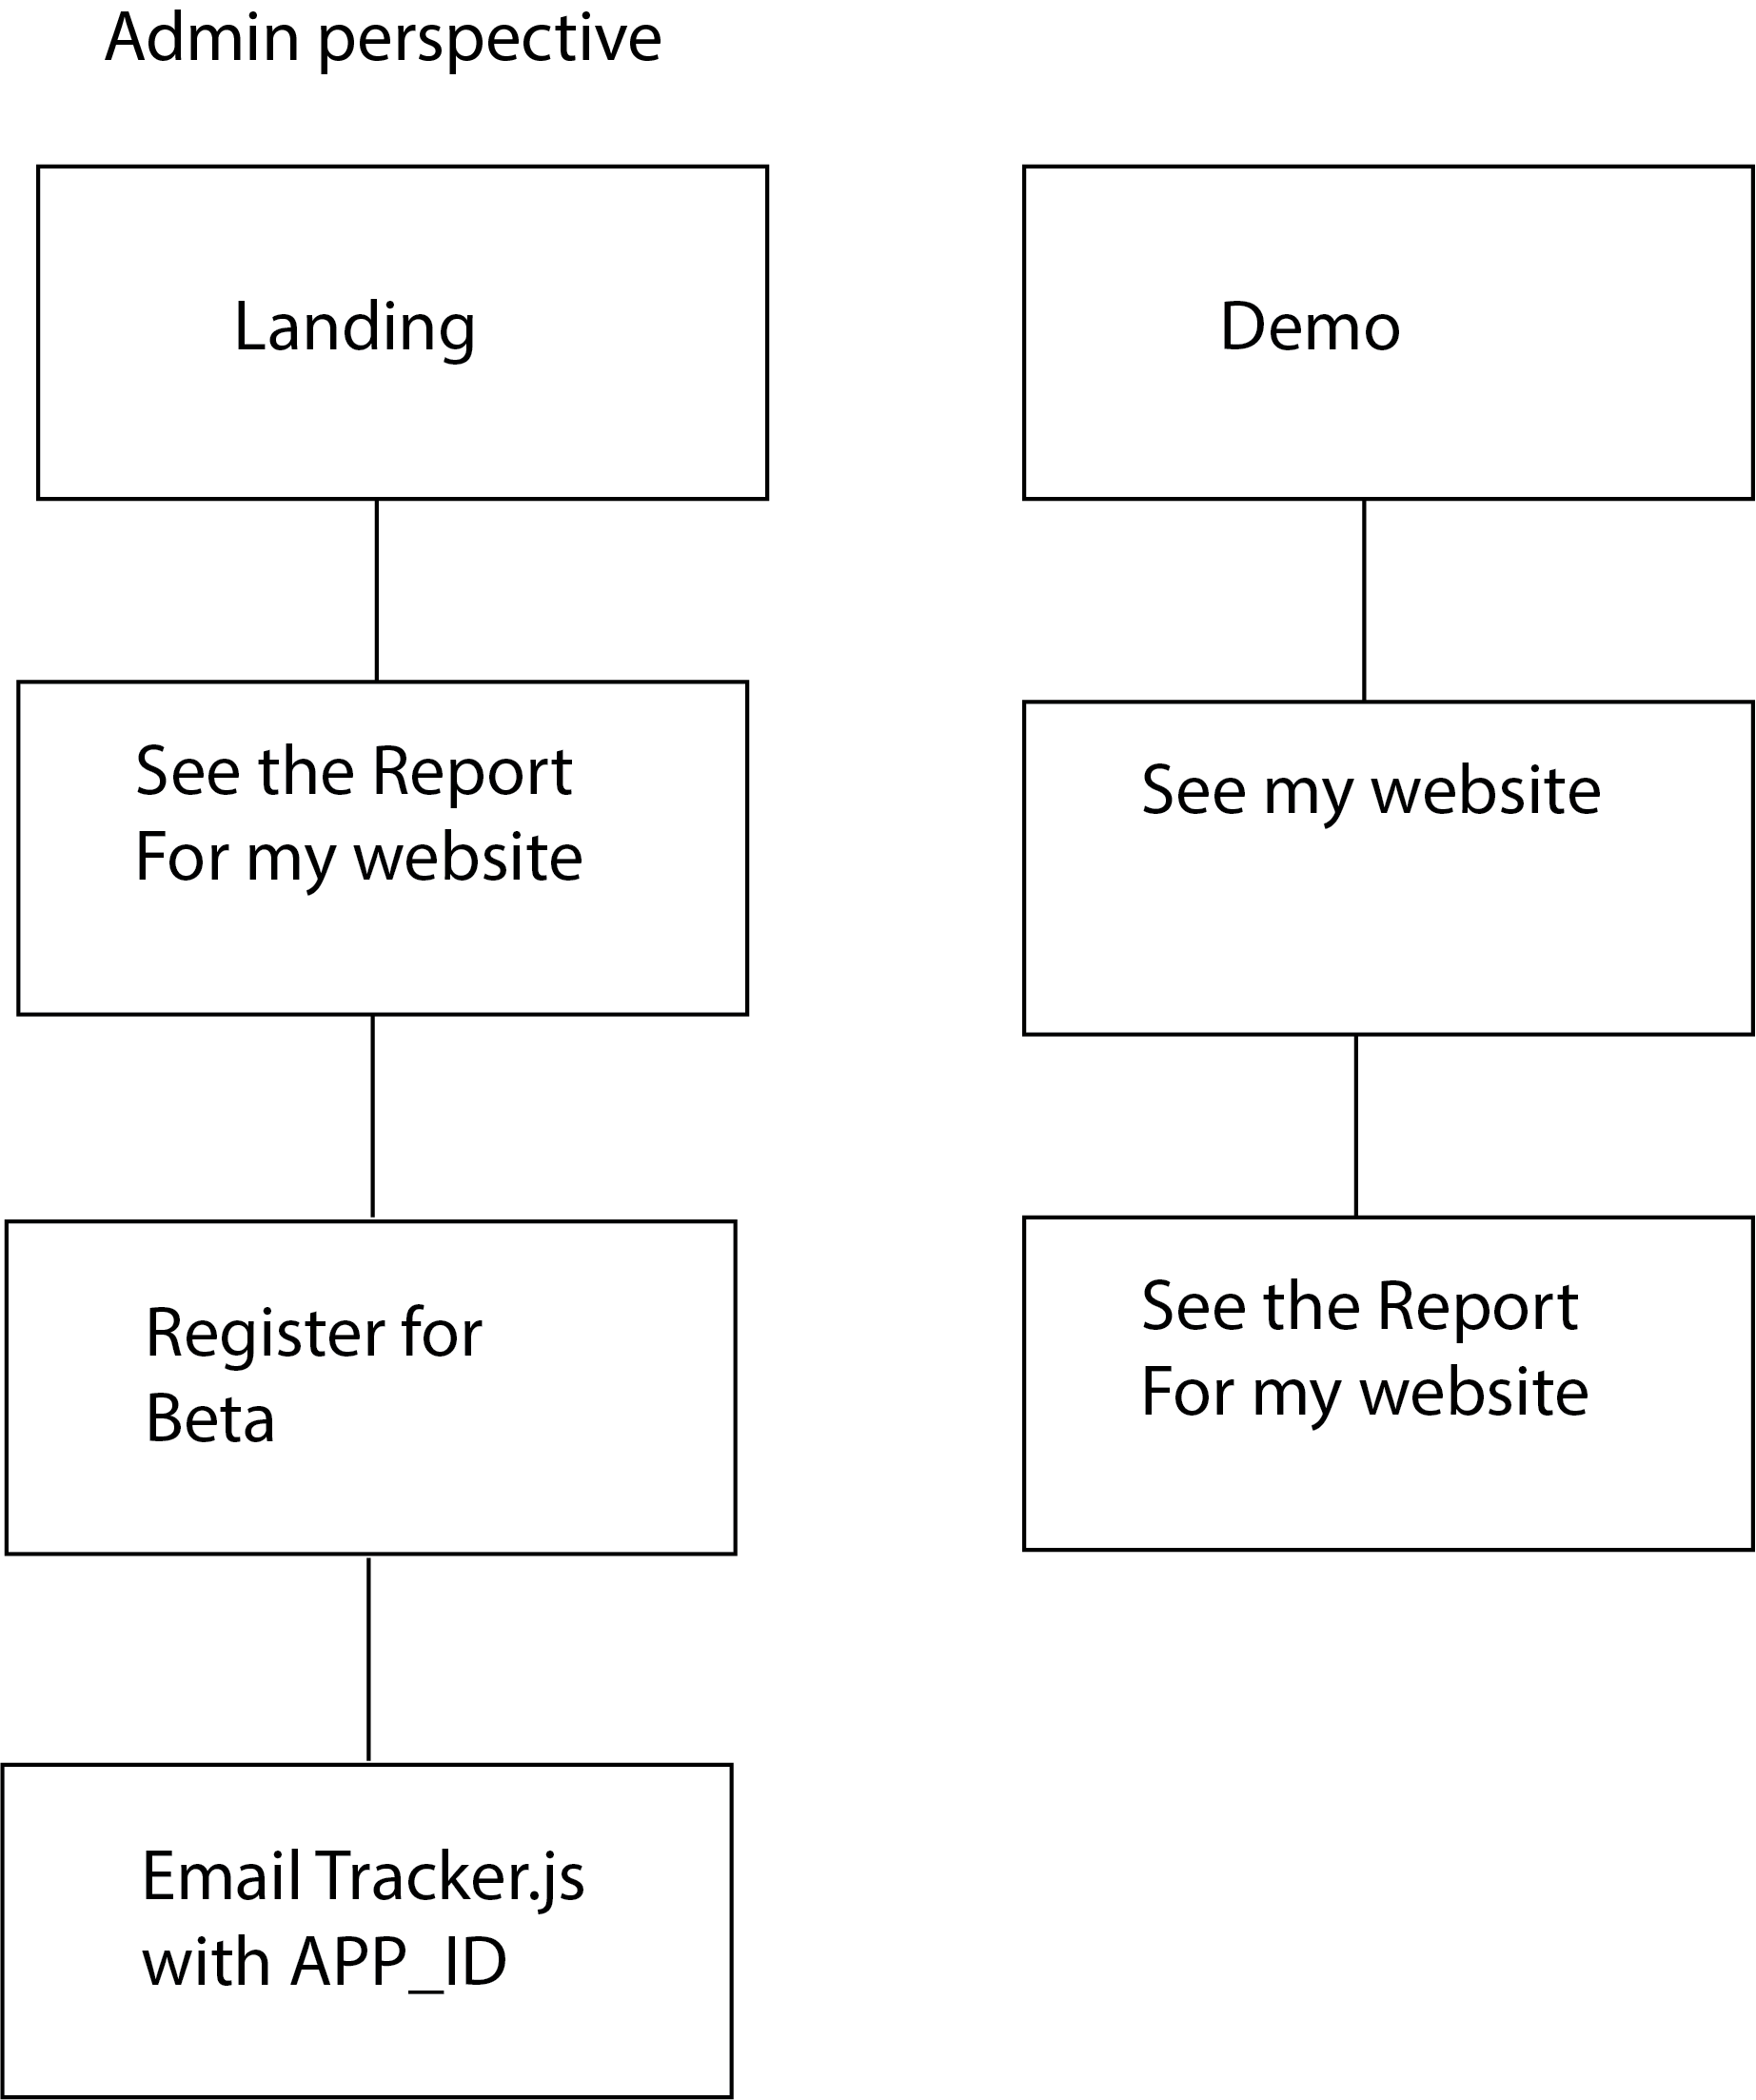 Admin perspective
Landing
See the Report
For my website
Register for
Beta
Email Tracker.js
with APP_ID
Demo
See my website
See the Report
For my website